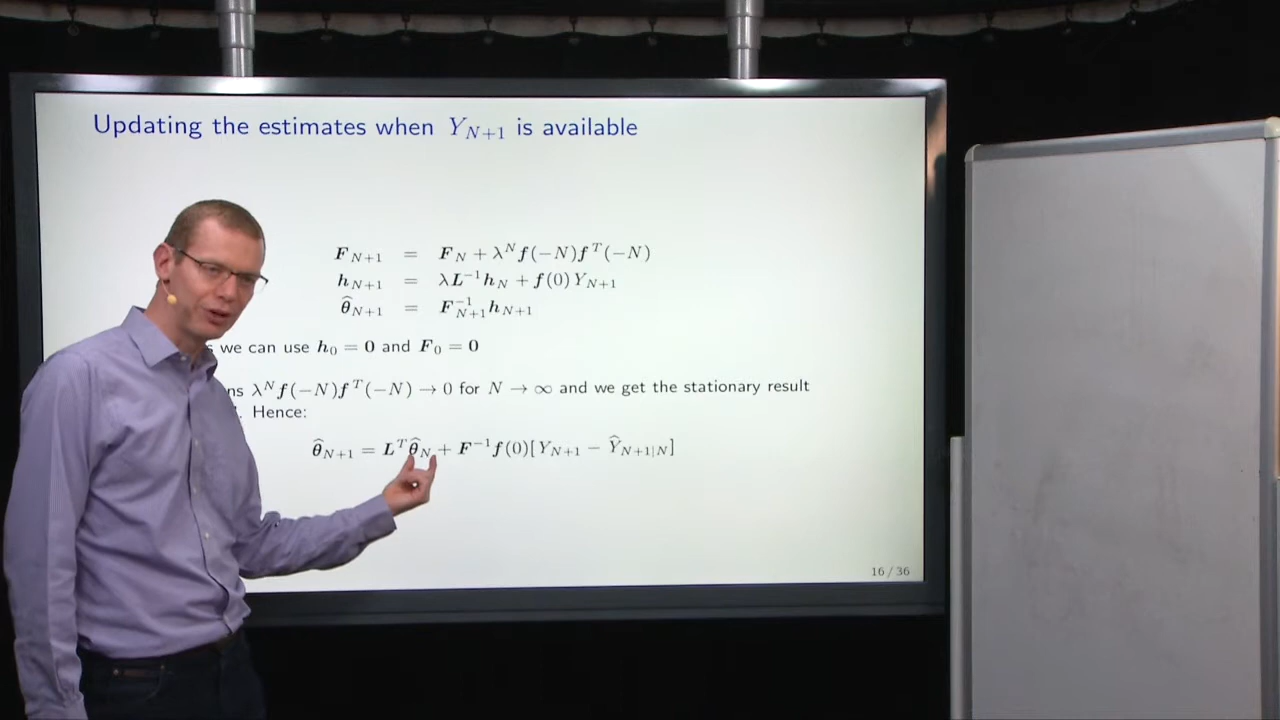 Updating the estimates when Y_{N+1} is available
F_{N+1} = F_N + λ^N f(−N)f^T(−N)
h_{N+1} = λL^{−1}h_N + f(0)Y_{N+1}
θ̂_{N+1} = F_{N+1}^{−1}h_{N+1}
we can use h_0 = 0 and F_0 = 0
λ^N f(−N)f^T(−N) → 0 for N → ∞ and we get the stationary result
Hence:
θ̂_{N+1} = L^T θ̂_N + F^{−1}f(0)[Y_{N+1} − Ŷ_{N+1|N}]
16 / 36